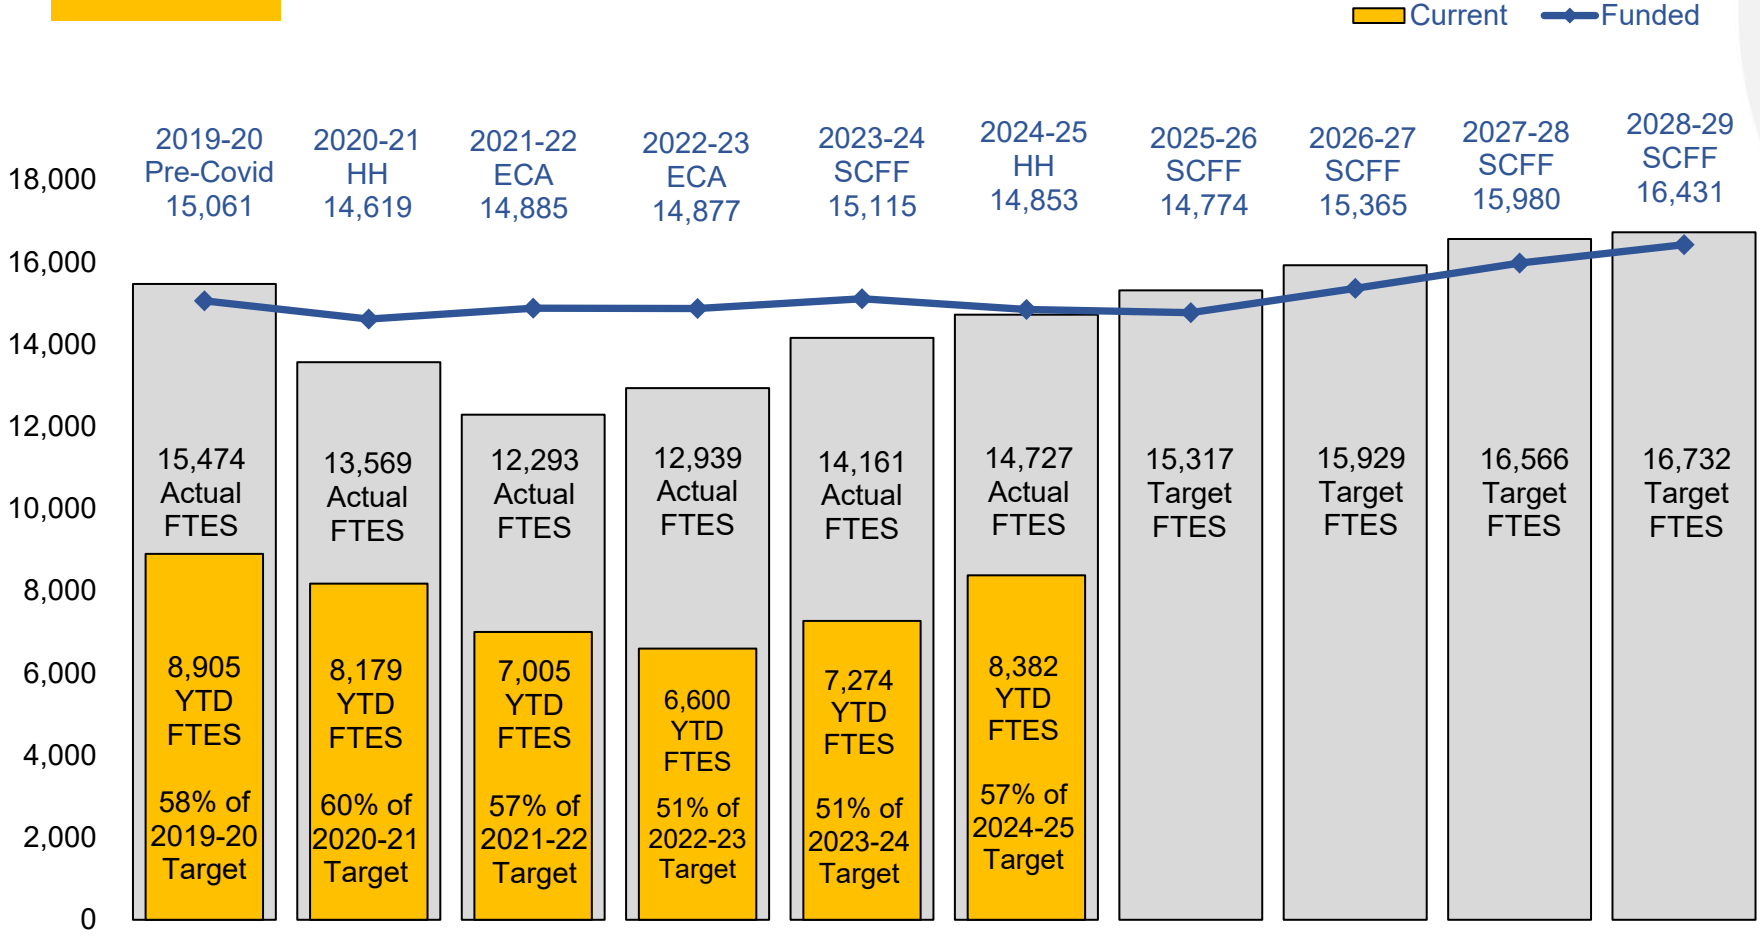 Current
Funded
2019-20
Pre-Covid
15,061
2020-21
HH
14,619
2021-22
ECA
14,885
2022-23
ECA
14,877
2023-24
SCFF
15,115
2024-25
HH
14,853
2025-26
SCFF
14,774
2026-27
SCFF
15,365
2027-28
SCFF
15,980
2028-29
SCFF
16,431
18,000
16,000
14,000
12,000
10,000
8,000
6,000
4,000
2,000
0
15,474
Actual
FTES
13,569
Actual
FTES
12,293
Actual
FTES
12,939
Actual
FTES
14,161
Actual
FTES
14,727
Actual
FTES
15,317
Target
FTES
15,929
Target
FTES
16,566
Target
FTES
16,732
Target
FTES
8,905
YTD
FTES
58% of
2019-20
Target
8,179
YTD
FTES
60% of
2020-21
Target
7,005
YTD
FTES
57% of
2021-22
Target
6,600
YTD
FTES
51% of
2022-23
Target
7,274
YTD
FTES
51% of
2023-24
Target
8,382
YTD
FTES
57% of
2024-25
Target